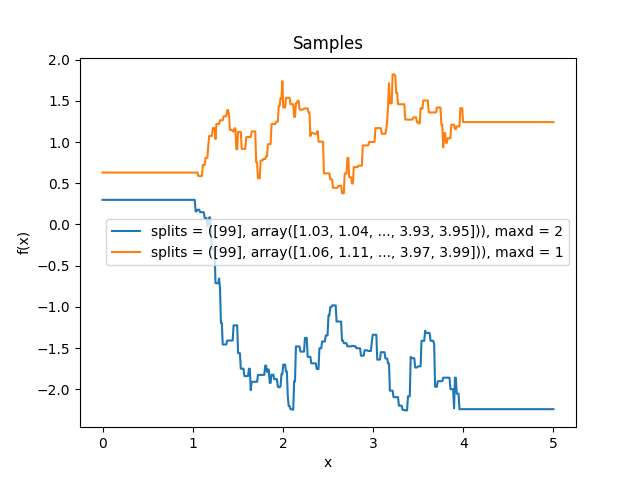 Samples
2.0
1.5
1.0
0.5
0.0
−0.5
−1.0
−1.5
−2.0
f(x)
splits = ([99], array([1.03, 1.04, ..., 3.93, 3.95])), maxd = 2
splits = ([99], array([1.06, 1.11, ..., 3.97, 3.99])), maxd = 1
0 1 2 3 4 5
x